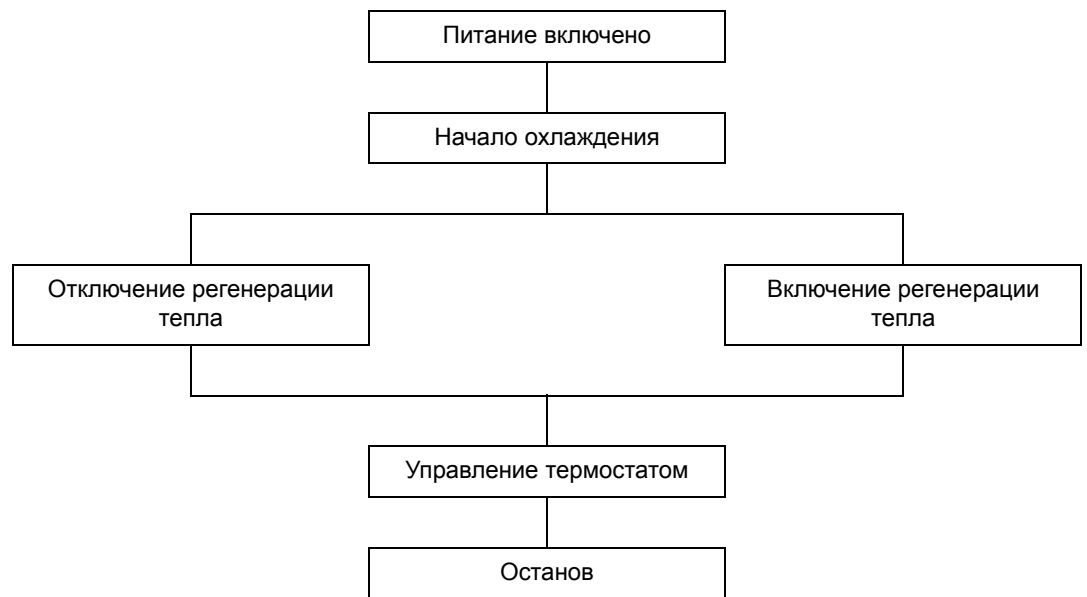 Питание включено
Начало охлаждения
Отключение регенерации
тепла
Включение регенерации
тепла
Управление термостатом
Останов